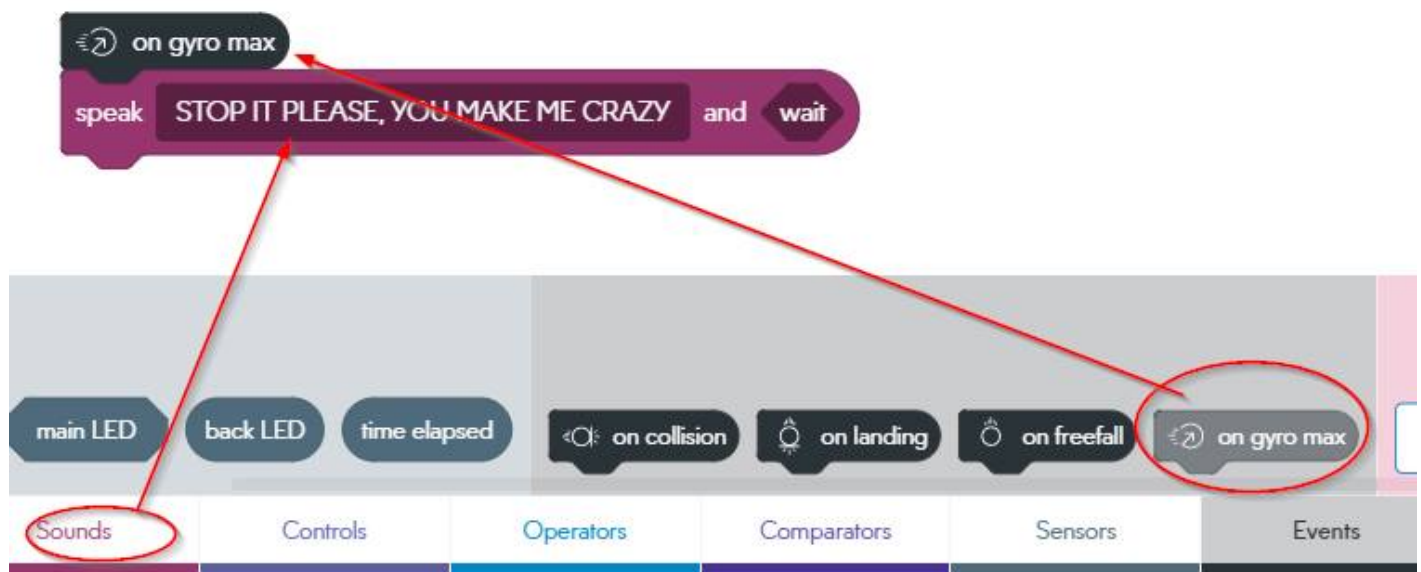 on gyro max
speak STOP IT PLEASE, YOU MAKE ME CRAZY and wait
main LED back LED time elapsed on collision on landing on freefall on gyro max
Sounds Controls Operators Comparators Sensors Events